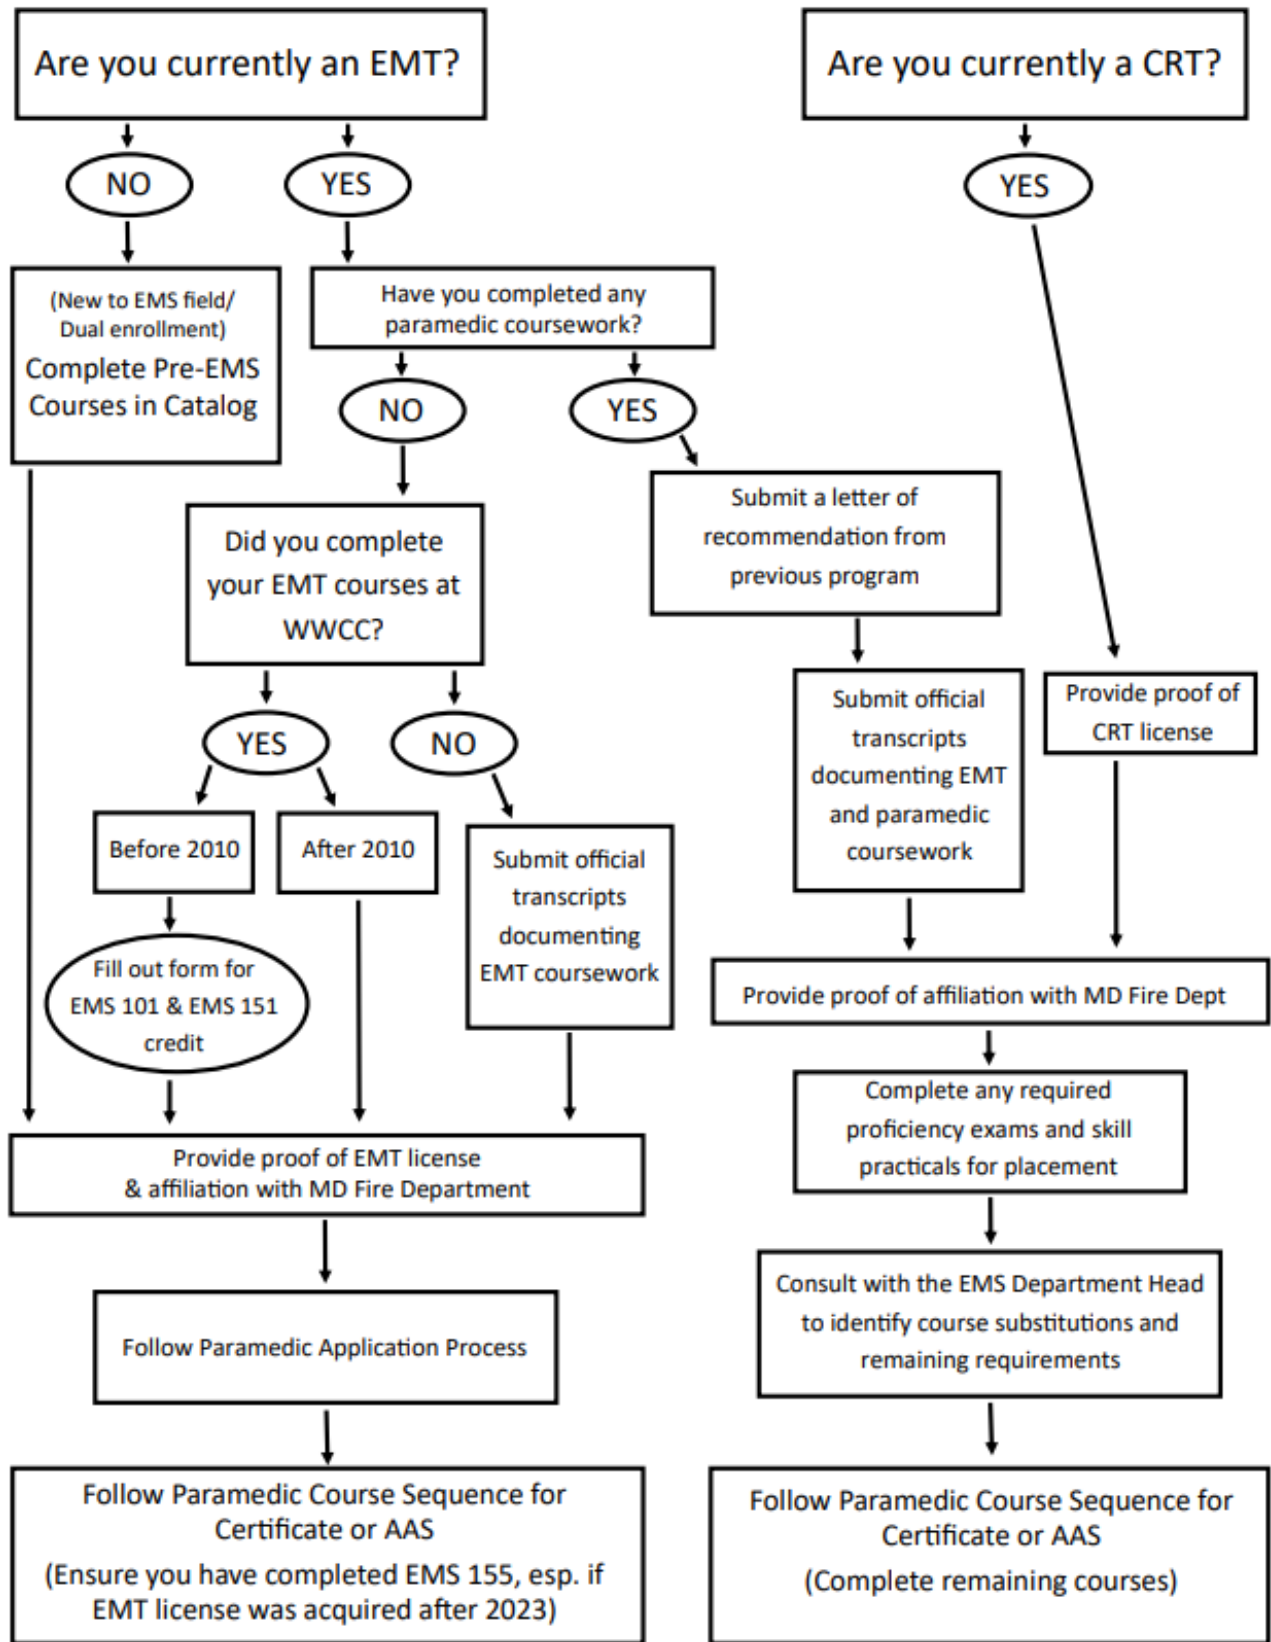 Are you currently an EMT?
Are you currently a CRT?
NO
YES
YES
(New to EMS field/
Dual enrollment)
Complete Pre-EMS
Courses in Catalog
Have you completed any
paramedic coursework?
NO
YES
Submit a letter of
recommendation from
previous program
Did you complete
your EMT courses at
WWCC?
YES
NO
Submit official
transcripts
documenting EMT
and paramedic
coursework
Provide proof of
CRT license
Before 2010
After 2010
Submit official
transcripts
documenting
EMT coursework
Fill out form for
EMS 101 & EMS 151
credit
Provide proof of affiliation with MD Fire Dept
Complete any required
proficiency exams and skill
practicals for placement
Provide proof of EMT license
& affiliation with MD Fire Department
Consult with the EMS Department Head
to identify course substitutions and
remaining requirements
Follow Paramedic Application Process
Follow Paramedic Course Sequence for
Certificate or AAS
(Ensure you have completed EMS 155, esp. if
EMT license was acquired after 2023)
Follow Paramedic Course Sequence for
Certificate or AAS
(Complete remaining courses)